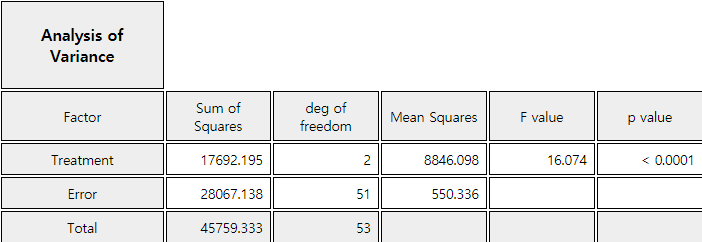 Analysis of
Variance
Factor Sum of Squares deg of freedom Mean Squares F value p value
Treatment 17692.195 2 8846.098 16.074 < 0.0001
Error 28067.138 51 550.336
Total 45759.333 53